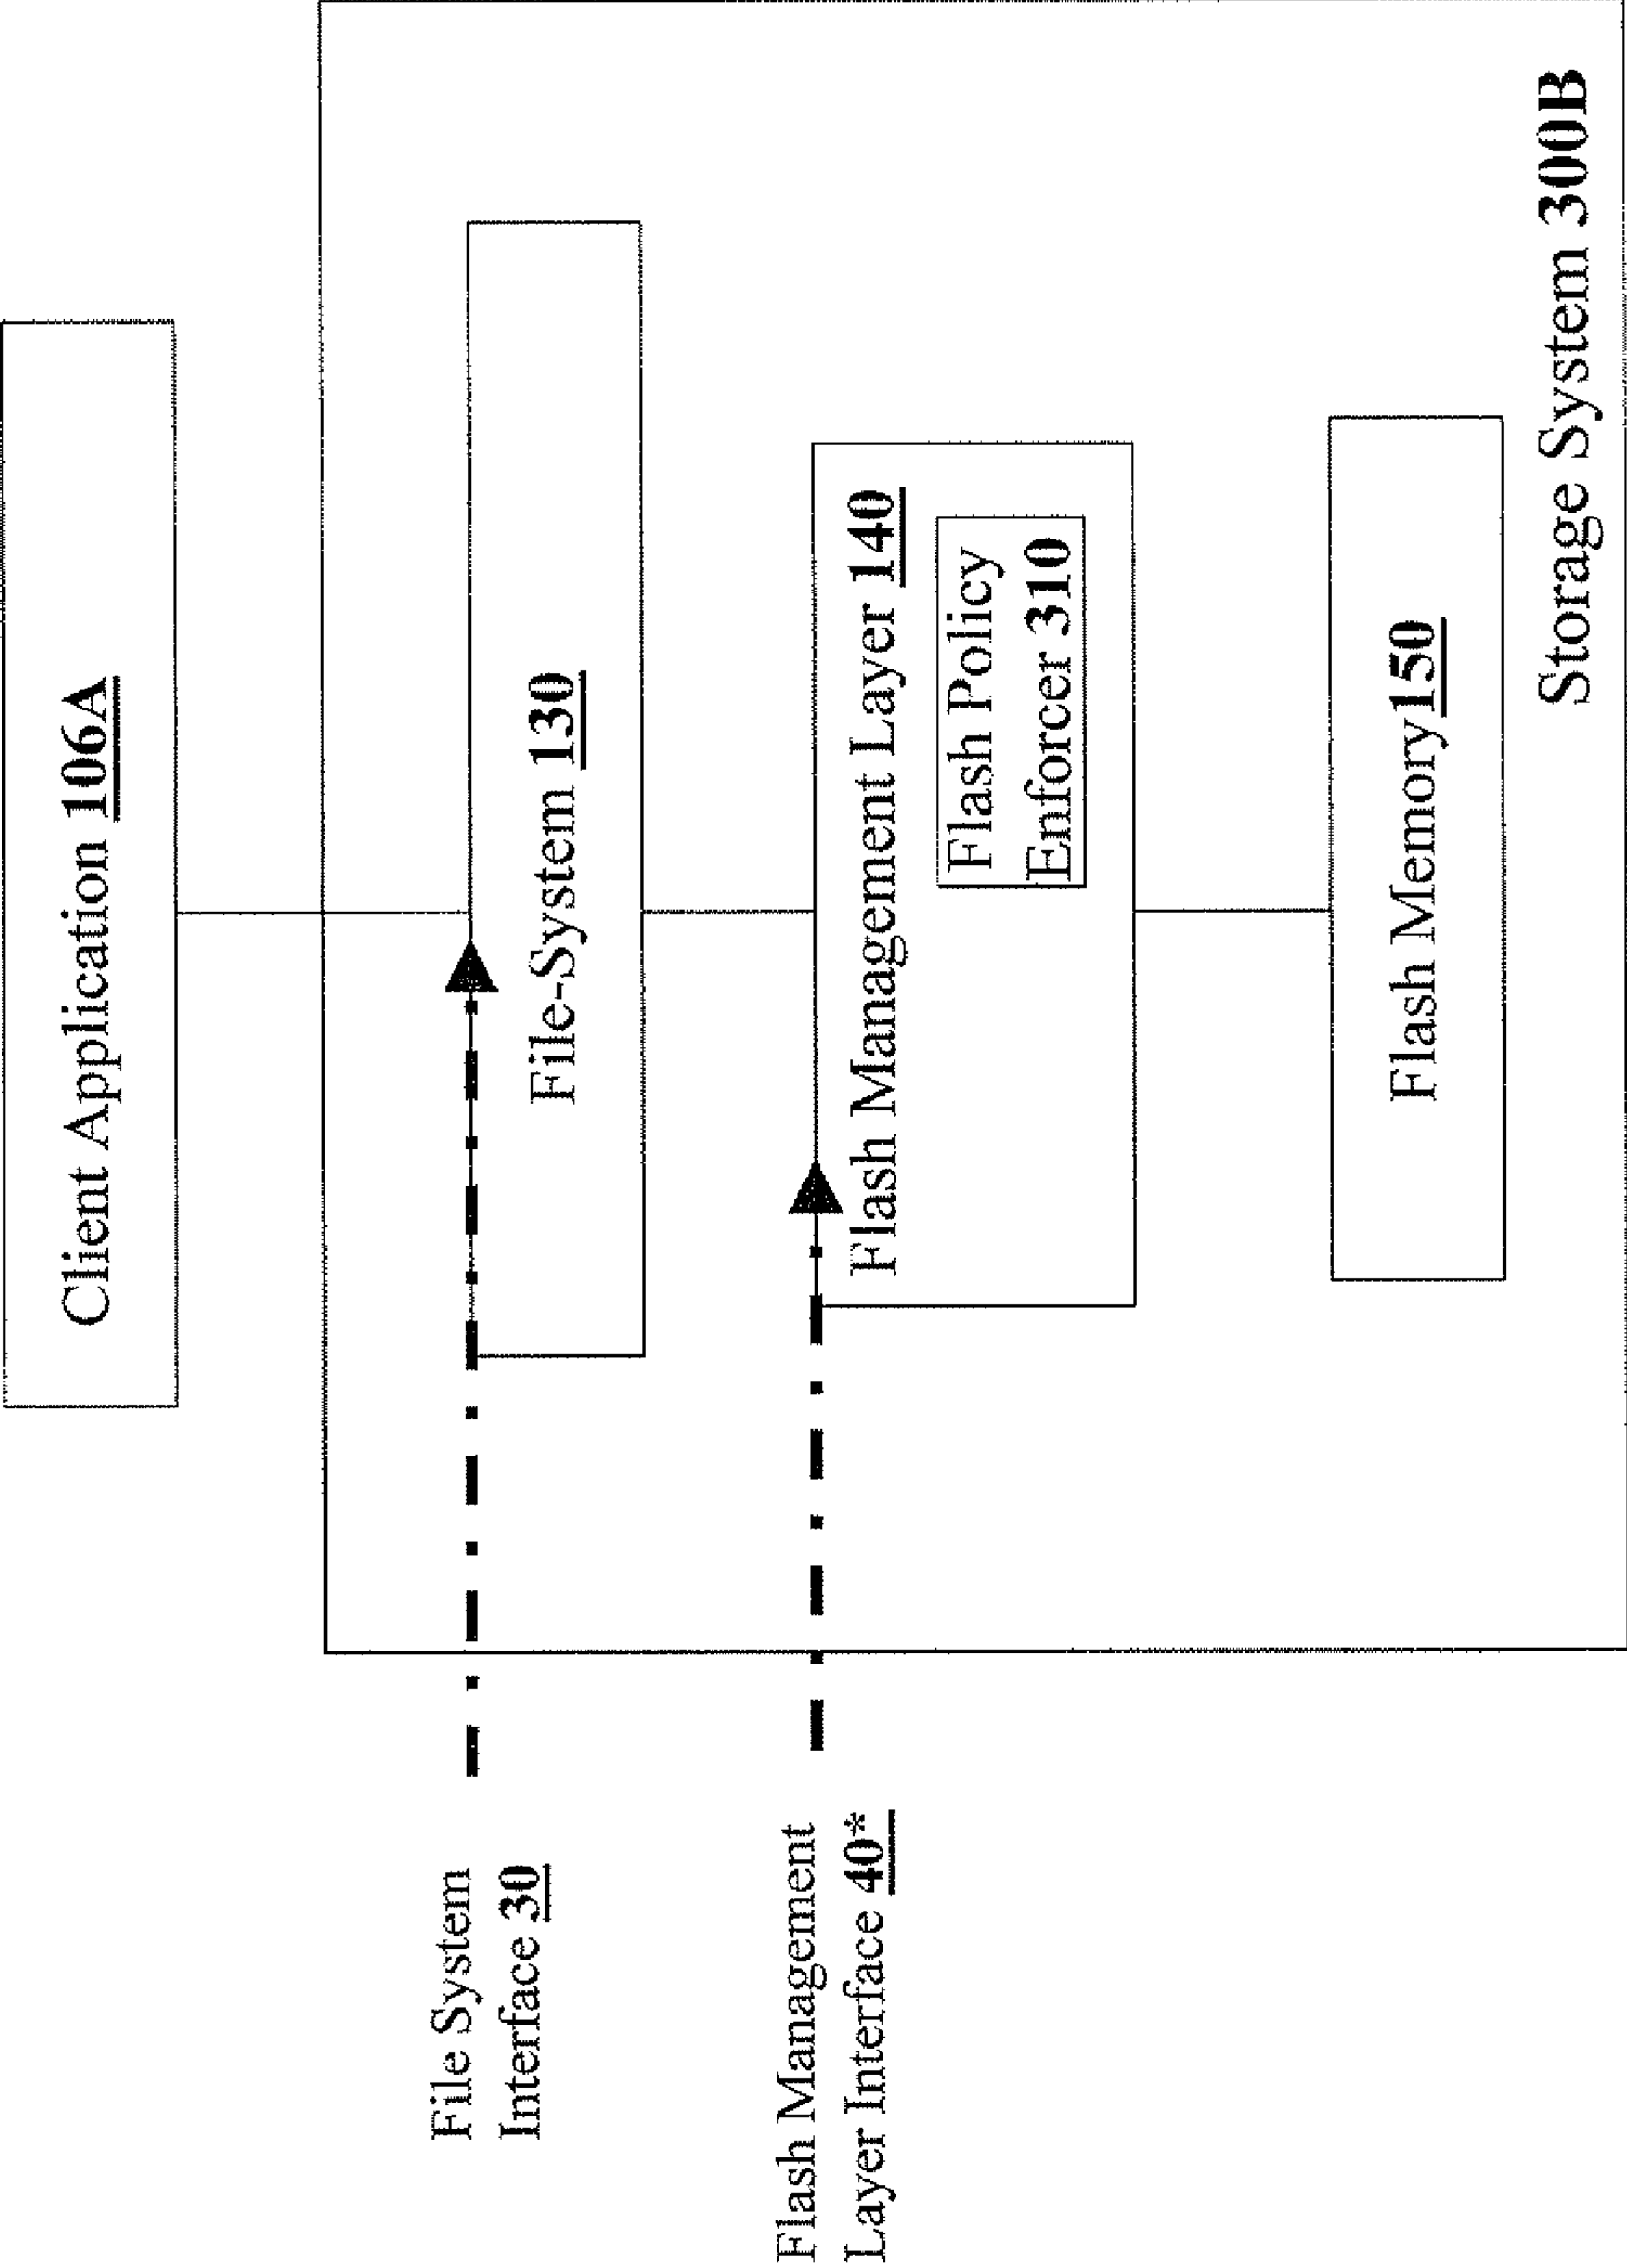 Client Application 106A
File System
Interface 30
File-System 130
Flash Management
Layer Interface 40*
Flash Management Layer 140
Flash Policy
Enforcer 310
Flash Memory150
Storage System 300B